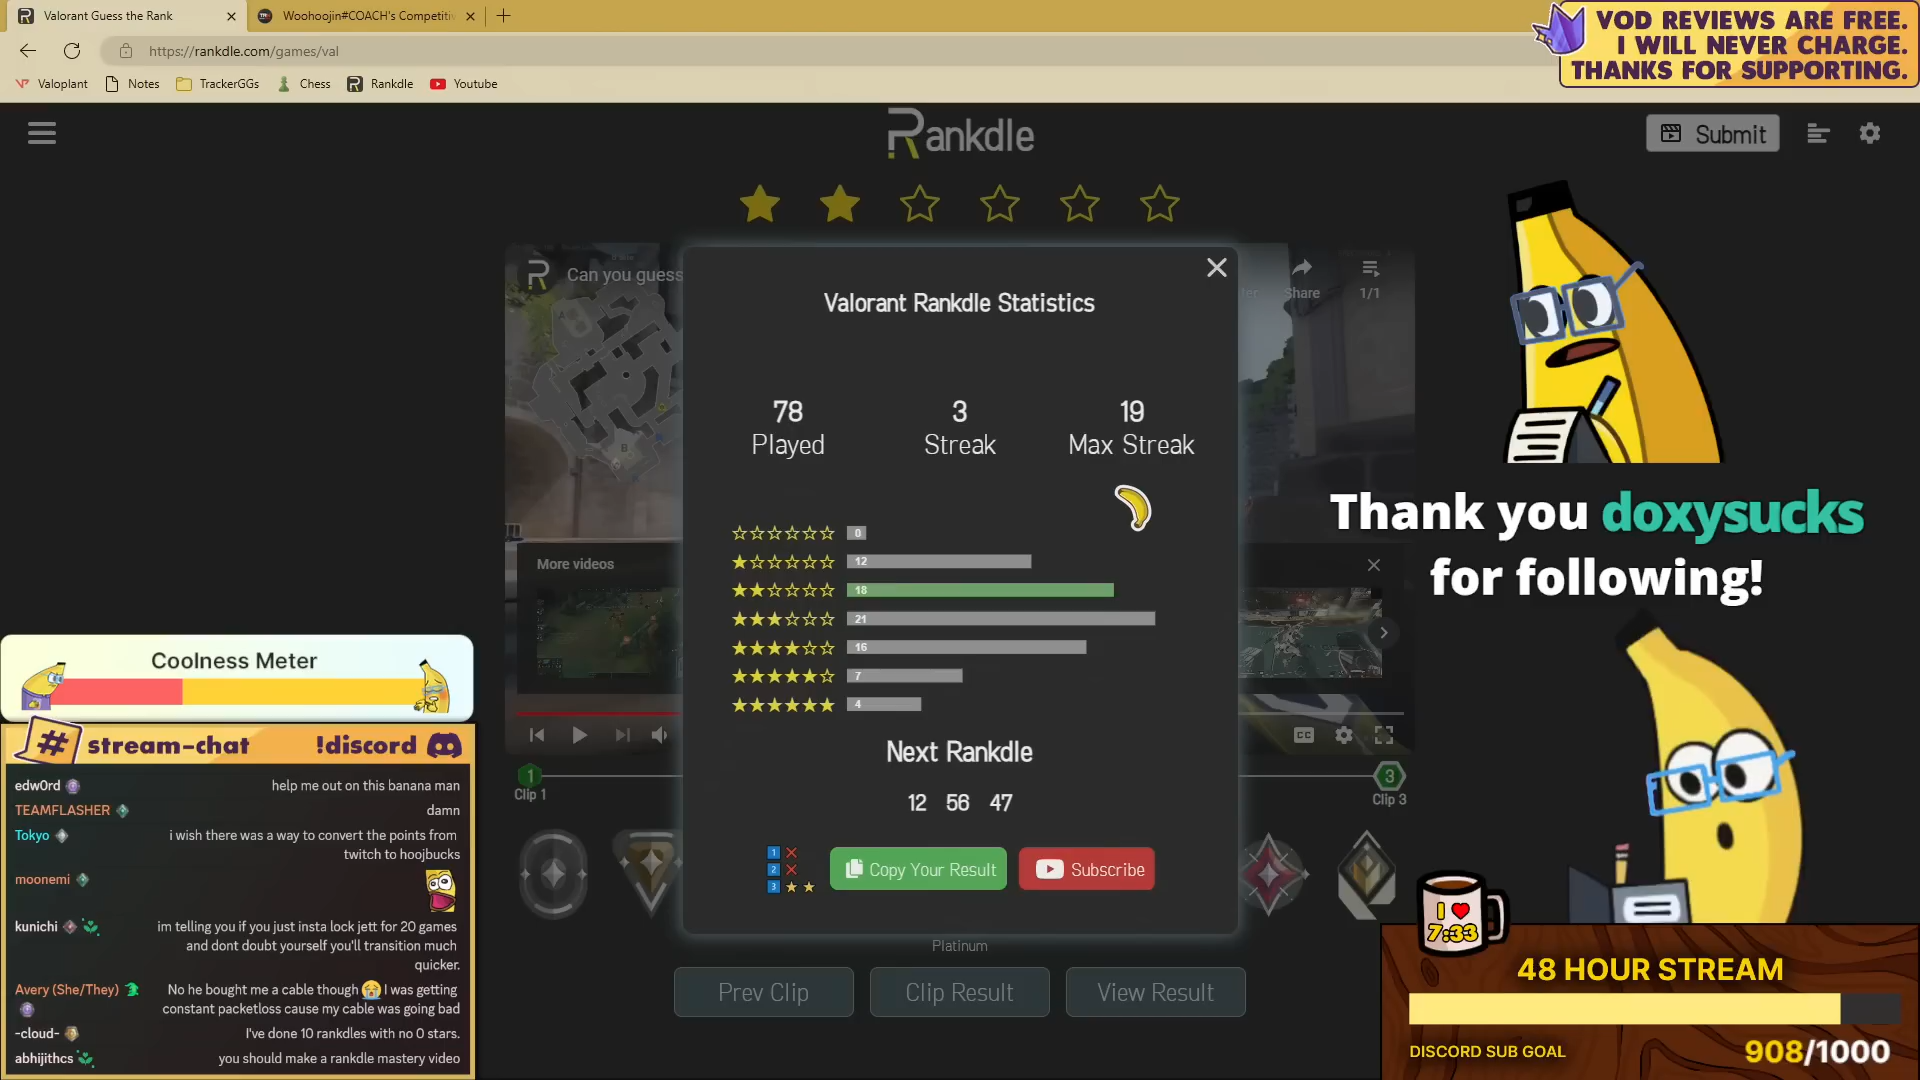 Valorant Guess the Rank
Woohoojin#COACH's Competitiv
https://rankdle.com/games/val
Valoplant
Notes
TrackerGGs
Chess
Rankdle
Youtube
VOD REVIEWS ARE FREE.
I WILL NEVER CHARGE.
THANKS FOR SUPPORTING.
Rankdle
Submit
Can you guess
Share
1/1
Valorant Rankdle Statistics
78
Played
3
Streak
19
Max Streak
0
12
18
21
16
7
4
Next Rankdle
12 56 47
1
2
3
Copy Your Result
Subscribe
More videos
CC
1
Clip 1
3
Clip 3
Platinum
Prev Clip
Clip Result
View Result
Thank you doxysucks
for following!
Coolness Meter
# stream-chat
!discord
edw0rd
help me out on this banana man
TEAMFLASHER
damn
Tokyo
i wish there was a way to convert the points from
twitch to hoojbucks
moonemi
kunichi
im telling you if you just insta lock jett for 20 games
and dont doubt yourself you'll transition much
quicker.
Avery (She/They)
No he bought me a cable though 😭 I was getting
constant packetloss cause my cable was going bad
-cloud-
I've done 10 rankdles with no 0 stars.
abhijithcs
you should make a rankdle mastery video
I ❤
7:33
48 HOUR STREAM
DISCORD SUB GOAL
908/1000